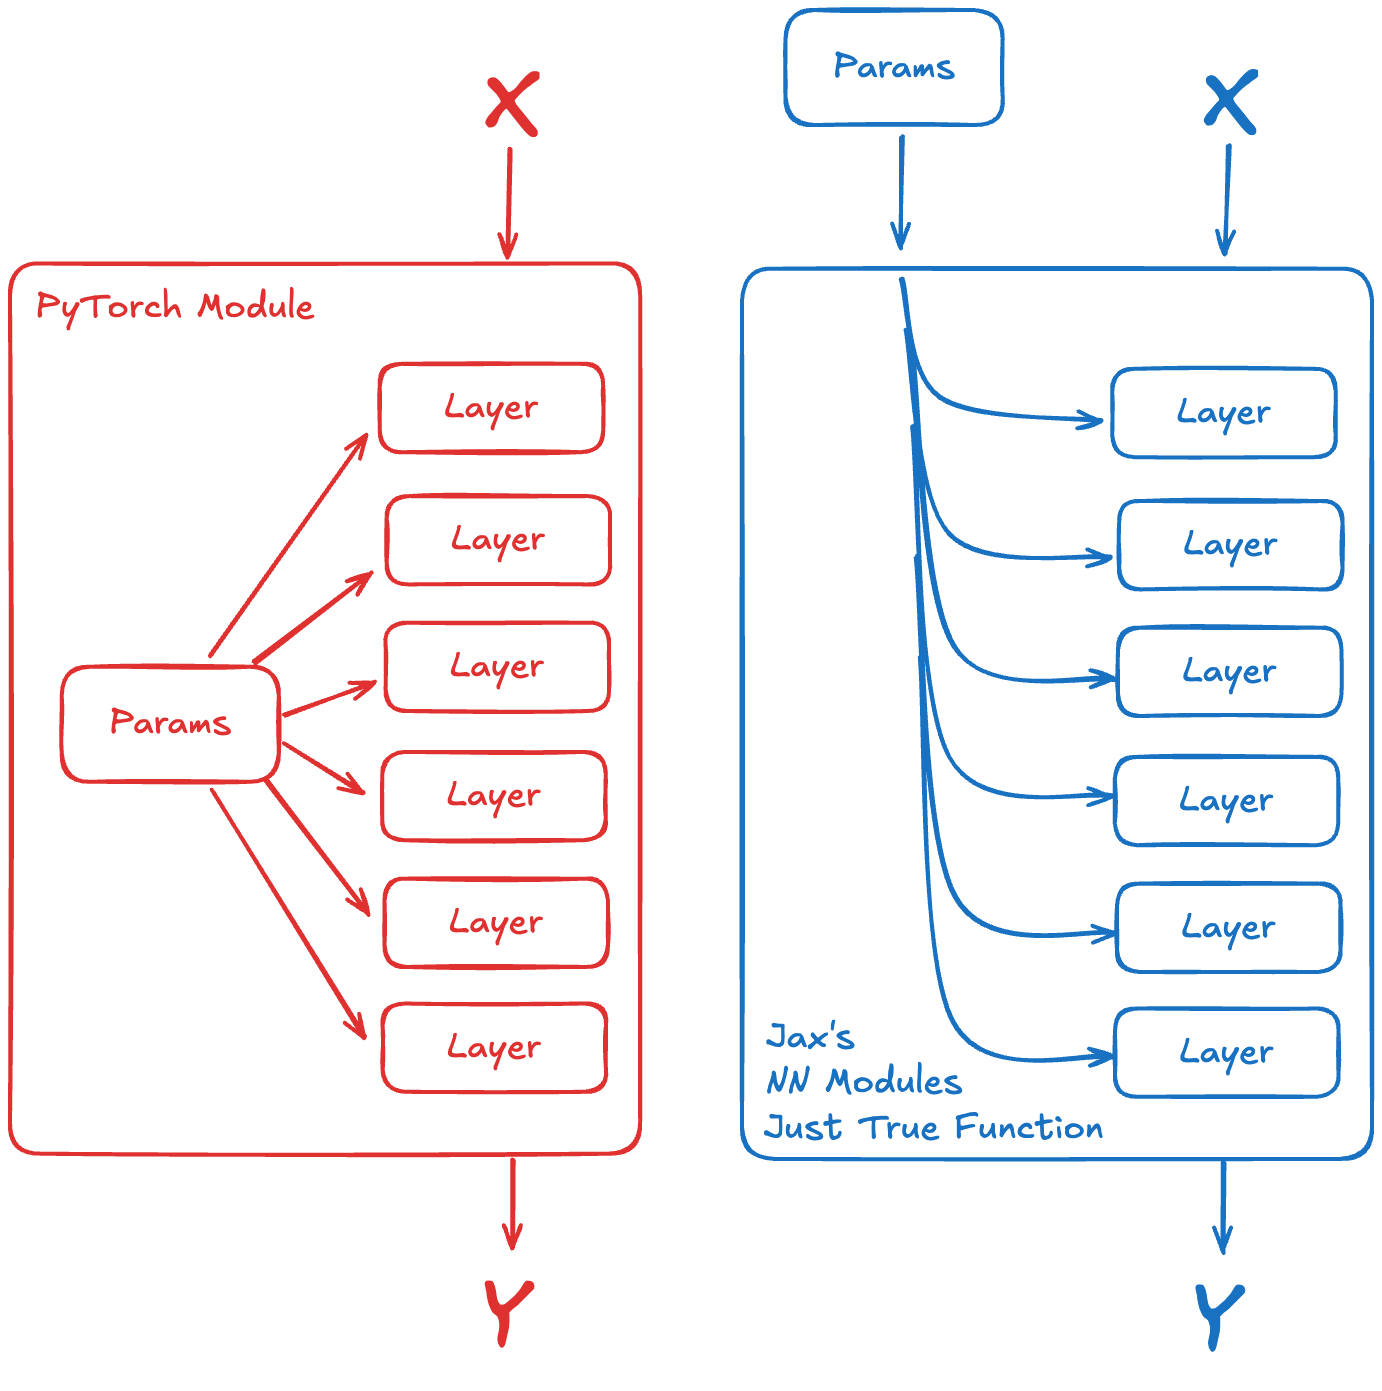 X
PyTorch Module
Layer
Layer
Layer
Params
Layer
Layer
Layer
Y
Params
X
Layer
Layer
Layer
Layer
Layer
Layer
Jax's
NN Modules
Just True Function
Y